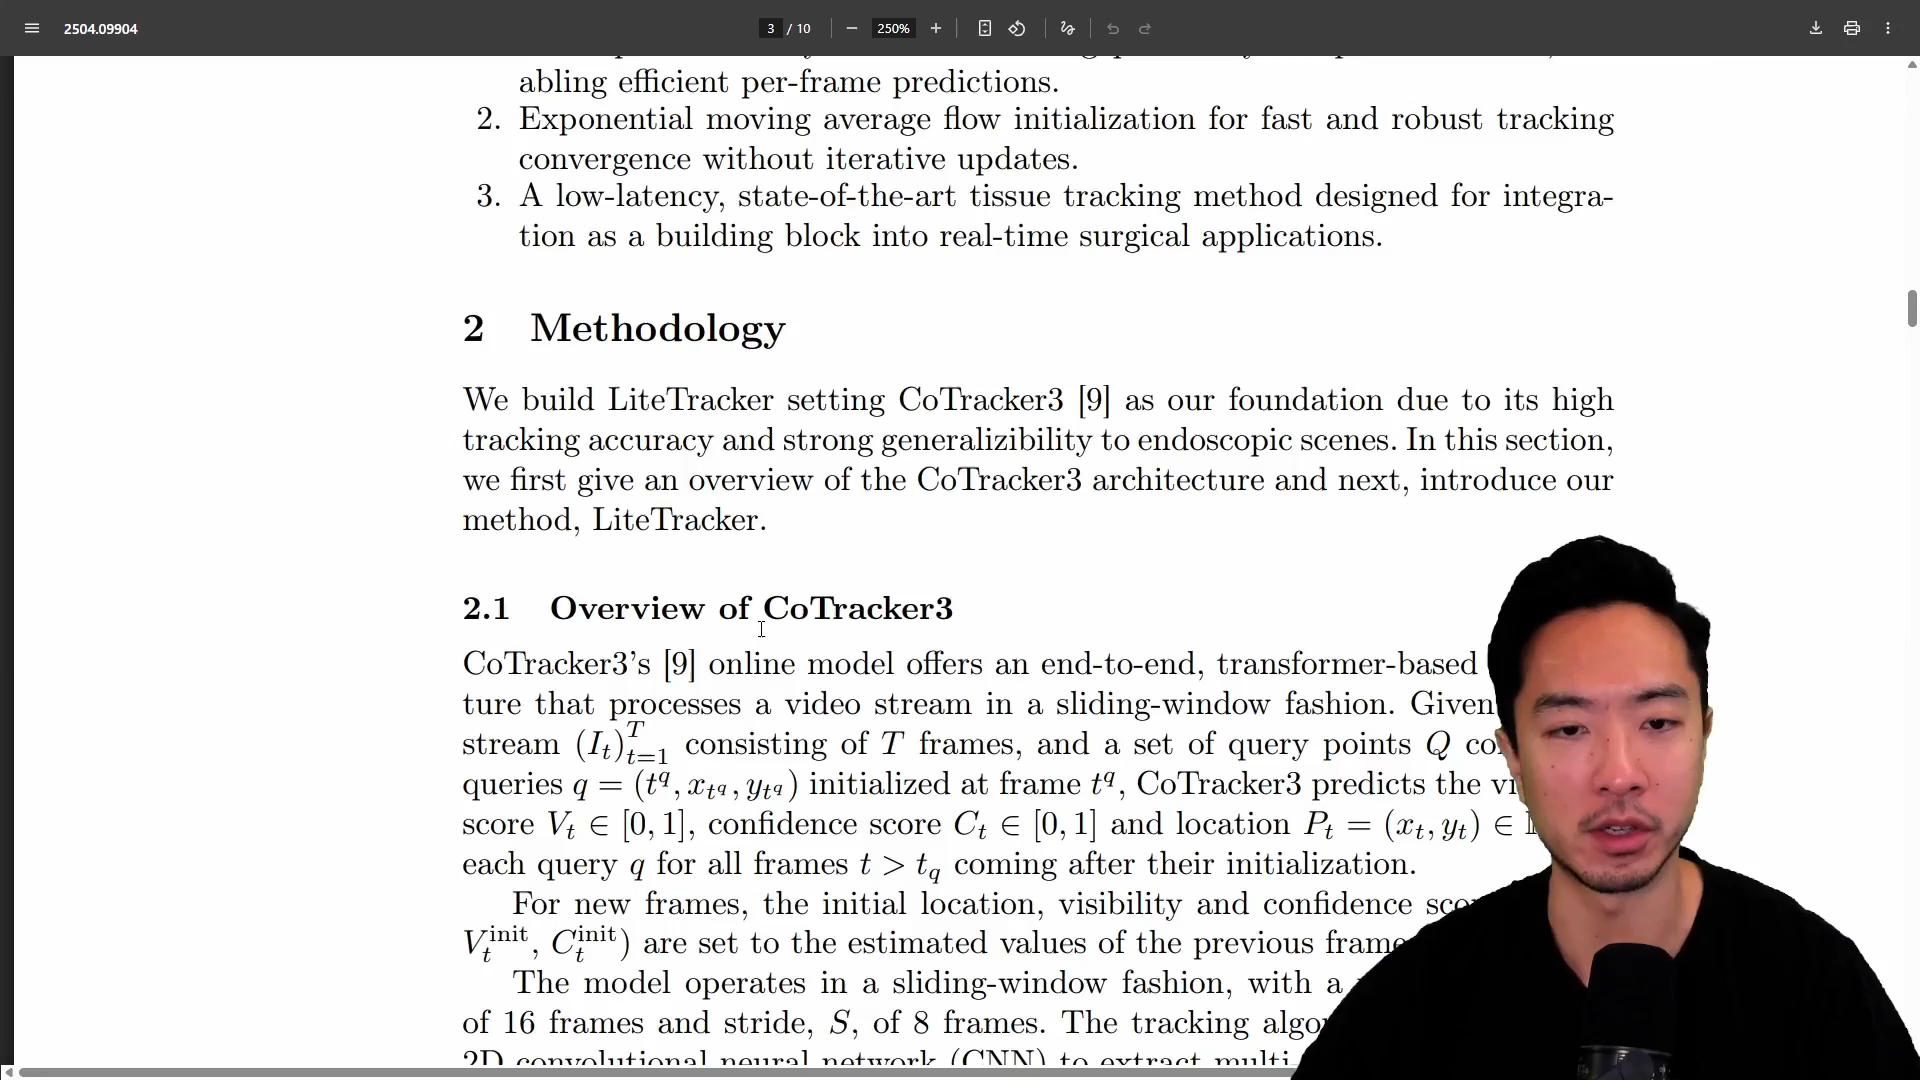 2504.09904
3 / 10
250%
abling efficient per-frame predictions.
2. Exponential moving average flow initialization for fast and robust tracking
convergence without iterative updates.
3. A low-latency, state-of-the-art tissue tracking method designed for integra-
tion as a building block into real-time surgical applications.
2 Methodology
We build LiteTracker setting CoTracker3 [9] as our foundation due to its high
tracking accuracy and strong generalizibility to endoscopic scenes. In this section,
we first give an overview of the CoTracker3 architecture and next, introduce our
method, LiteTracker.
2.1 Overview of CoTracker3
CoTracker3's [9] online model offers an end-to-end, transformer-based
ture that processes a video stream in a sliding-window fashion. Given
stream (I_t)_{t=1}^T consisting of T frames, and a set of query points Q
queries q = (t^q, x_{t^q}, y_{t^q}) initialized at frame t^q, CoTracker3 predicts the
score V_t ∈ [0, 1], confidence score C_t ∈ [0, 1] and location P_t = (x_t, y_t) ∈
each query q for all frames t > t_q coming after their initialization.
For new frames, the initial location, visibility and confidence
V_t^{init}, C_t^{init}) are set to the estimated values of the previous frame
The model operates in a sliding-window fashion, with a
of 16 frames and stride, S, of 8 frames. The tracking
2D convolutional neural network (CNN) to extract multi